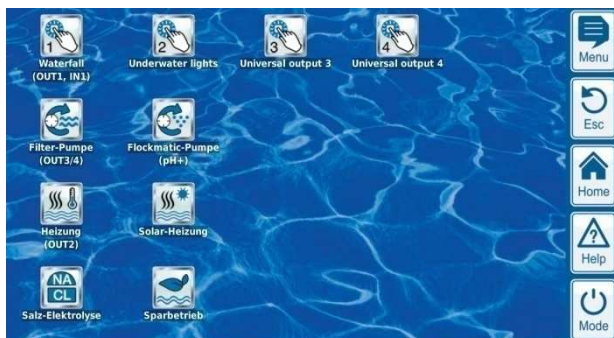 1
2
3
4
Waterfall
(OUT1, IN1)
Underwater lights
Universal output 3
Universal output 4
Menu
Esc
Filter-Pumpe
(OUT3/4)
Flockmatic-Pumpe
(pH+)
Home
Heizung
(OUT2)
Solar-Heizung
?
Help
NA
CL
Salz-Elektrolyse
Sparbetrieb
Mode